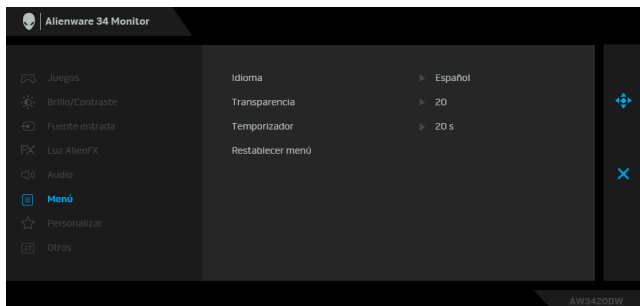 Alienware 34 Monitor
Juegos
Brillo/Contraste
Fuente entrada
FX Luz AlienFX
Audio
Menú
Personalizar
Otros
Idioma Español
Transparencia 20
Temporizador 20 s
Restablecer menú
AW3420DW